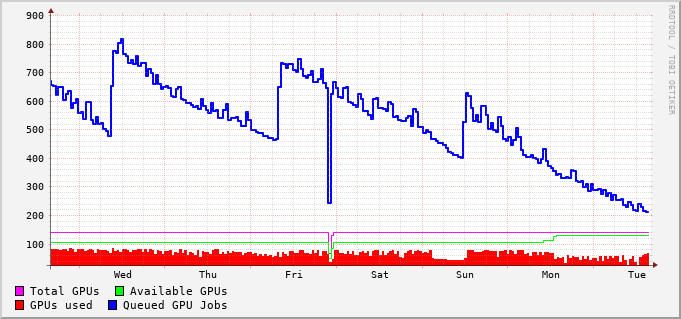 900
800
700
600
500
400
300
200
100
Wed Thu Fri Sat Sun Mon Tue
Total GPUs Available GPUs
GPUs used Queued GPU Jobs
RRDTOOL / TOBI OETIKER